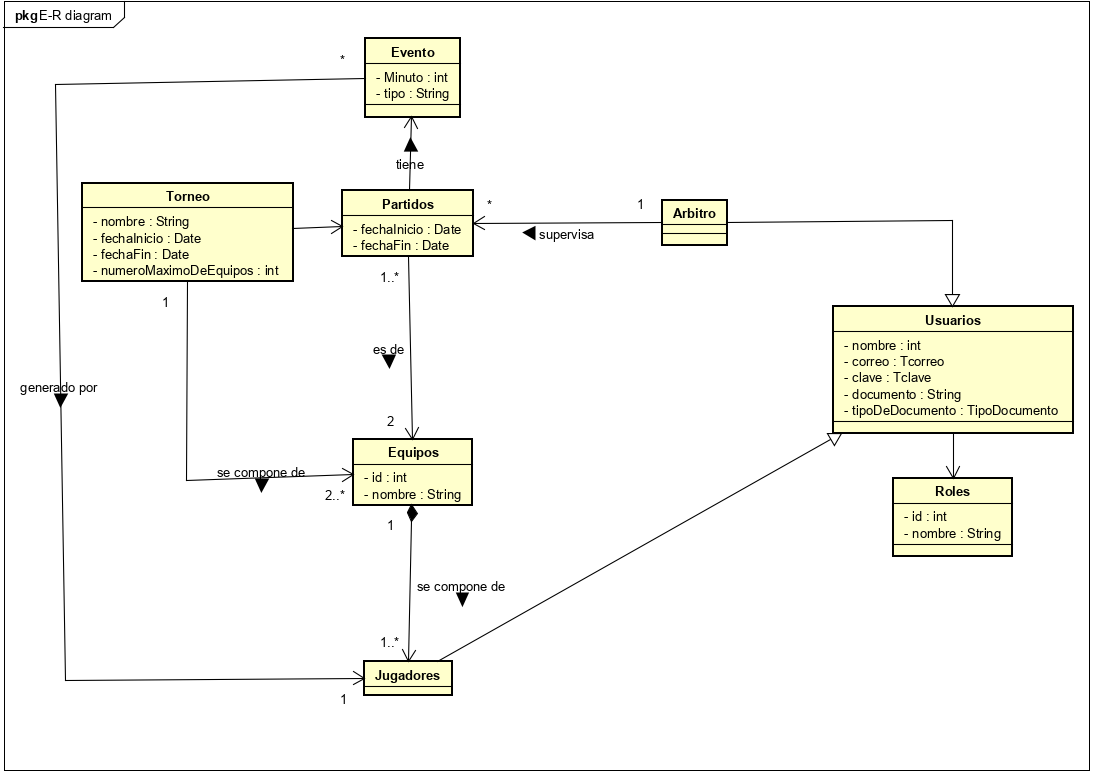 pkg E-R diagram
Evento
- Minuto : int
- tipo : String
*
tiene
Torneo
- nombre : String
- fechaInicio : Date
- fechaFin : Date
- numeroMaximoDeEquipos : int
1
Partidos
- fechaInicio : Date
- fechaFin : Date
*
1
supervisa
Arbitro
1..*
es de
2
Usuarios
- nombre : int
- correo : Tcorreo
- clave : Tclave
- documento : String
- tipoDeDocumento : TipoDocumento
generado por
Equipos
- id : int
- nombre : String
se compone de
2..*
1
Roles
- id : int
- nombre : String
se compone de
1..*
Jugadores
1